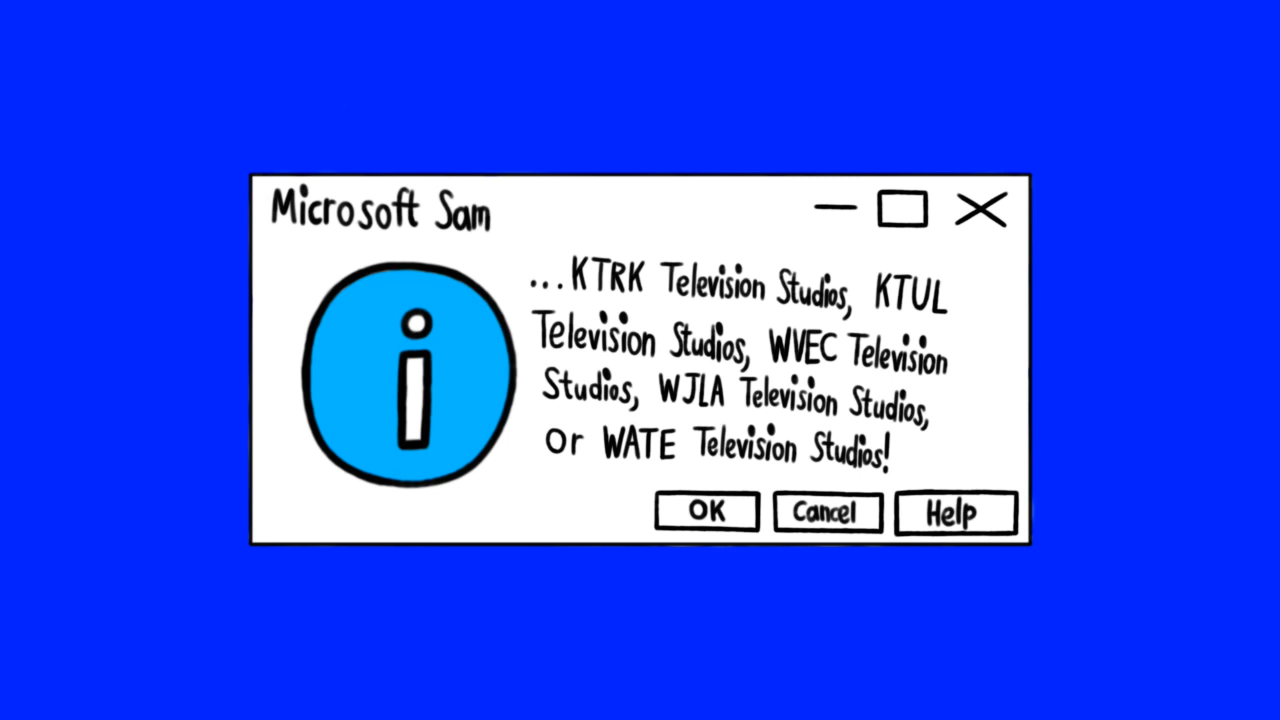 Microsoft Sam
...KTRK Television Studios, KTUL
Television Studios, WVEC Television
Studios, WJLA Television Studios,
or WATE Television Studios!
OK Cancel Help